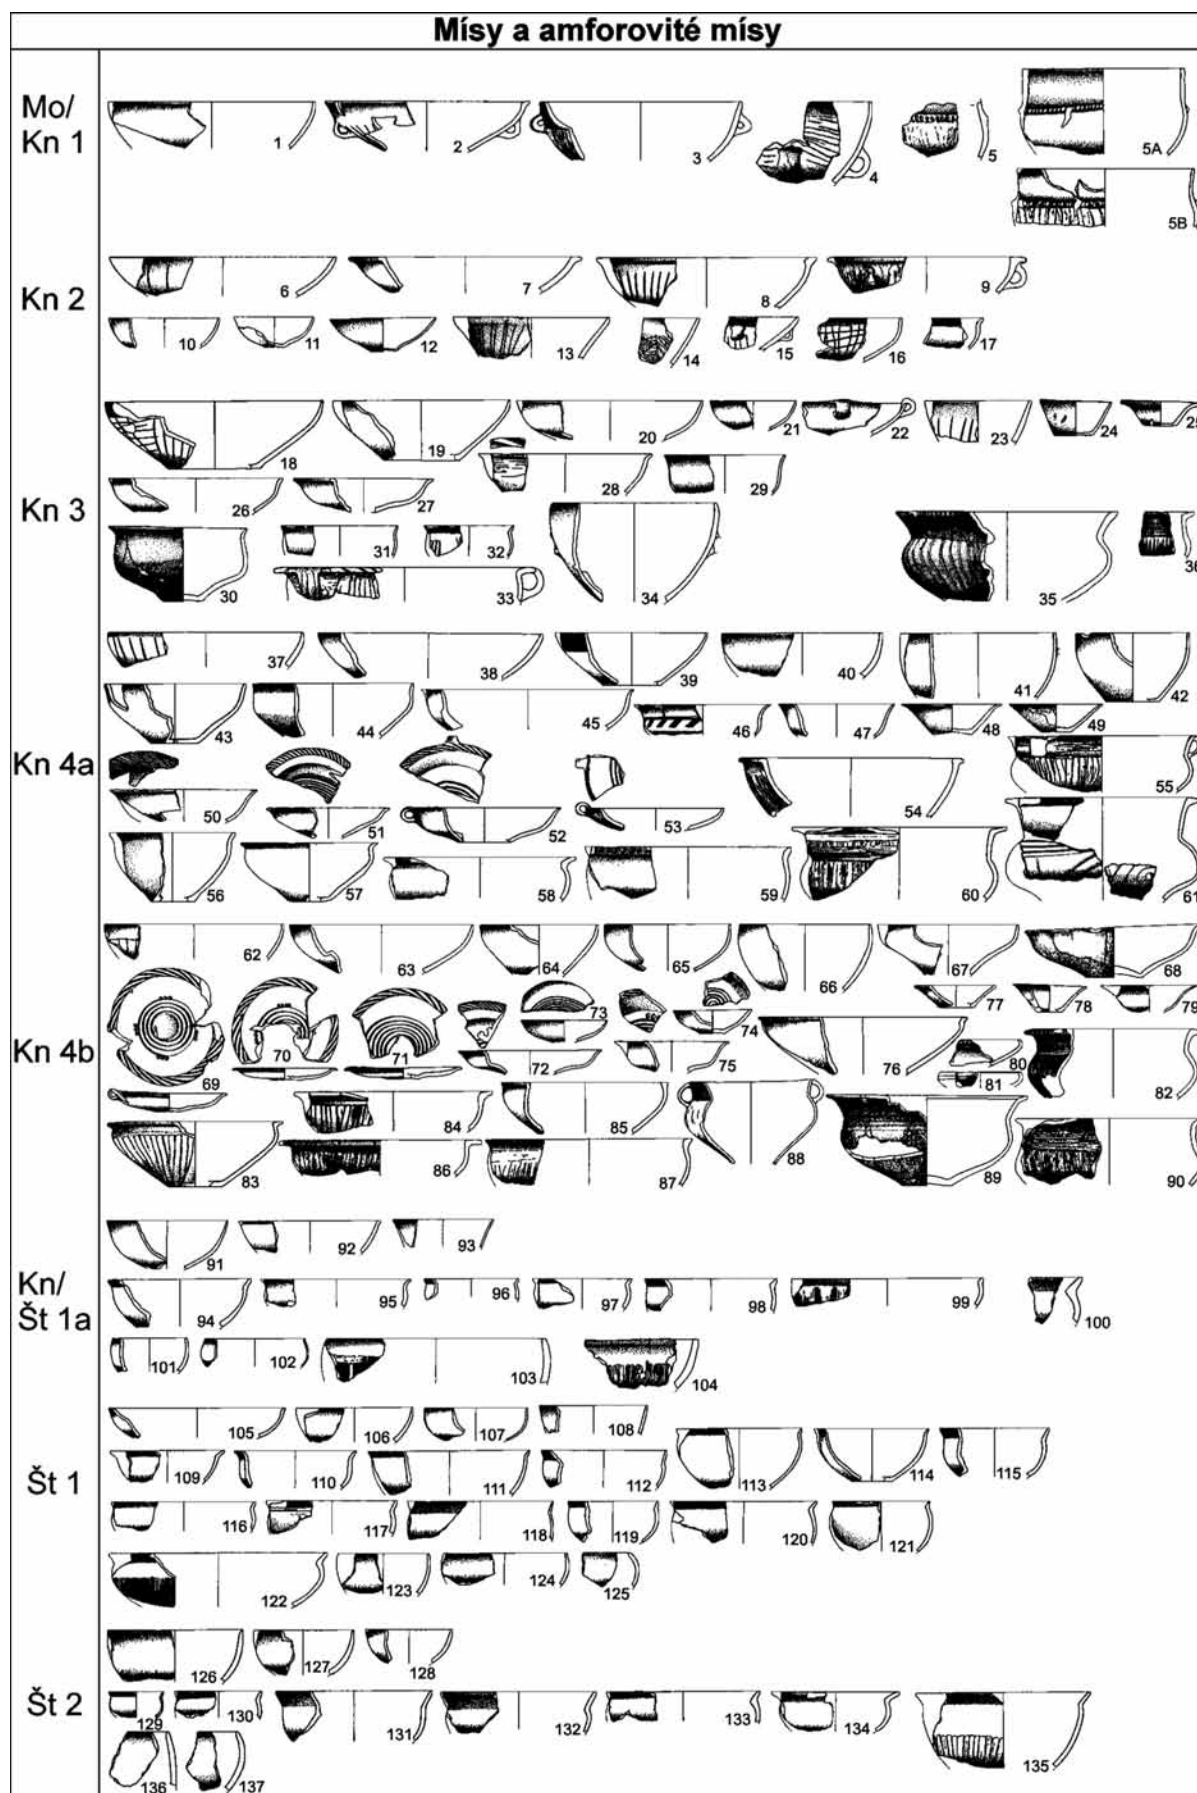 Mísy a amforovité mísy
Mo/
Kn 1
1 2 3 4 5 5A
5B
Kn 2
6 7 8 9
10 11 12 13 14 15 16 17
Kn 3
18 19 20 21 22 23 24 25
26 27 28 29
30 31 32 33 34 35 36
Kn 4a
37 38 39 40 41 42
43 44 45 46 47 48 49
50 51 52 53 54 55
56 57 58 59 60 61
Kn 4b
62 63 64 65 66 67 68
69 70 71 72 73 74 75 76 77 78 79
80 81 82
83 84 85 86 87 88 89 90
Kn/
Št 1a
91 92 93
94 95 96 97 98 99 100
101 102 103 104
Št 1
105 106 107 108
109 110 111 112 113 114 115
116 117 118 119 120 121
122 123 124 125
Št 2
126 127 128
129 130 131 132 133 134 135
136 137